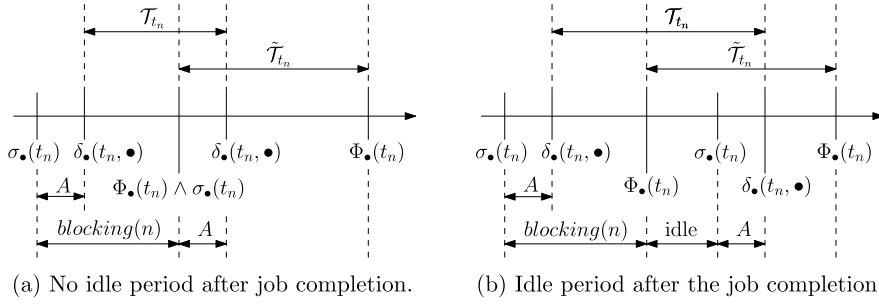 𝒯_{t_n} 𝒯_{t_n}
𝒯̃_{t_n} 𝒯̃_{t_n}
σ_•(t_n) δ_•(t_n, •) δ_•(t_n, •) Φ_•(t_n) σ_•(t_n) δ_•(t_n, •) σ_•(t_n) Φ_•(t_n)
A Φ_•(t_n) ∧ σ_•(t_n) A Φ_•(t_n) δ_•(t_n, •)
blocking(n) A blocking(n) idle A
(a) No idle period after job completion. (b) Idle period after the job completion